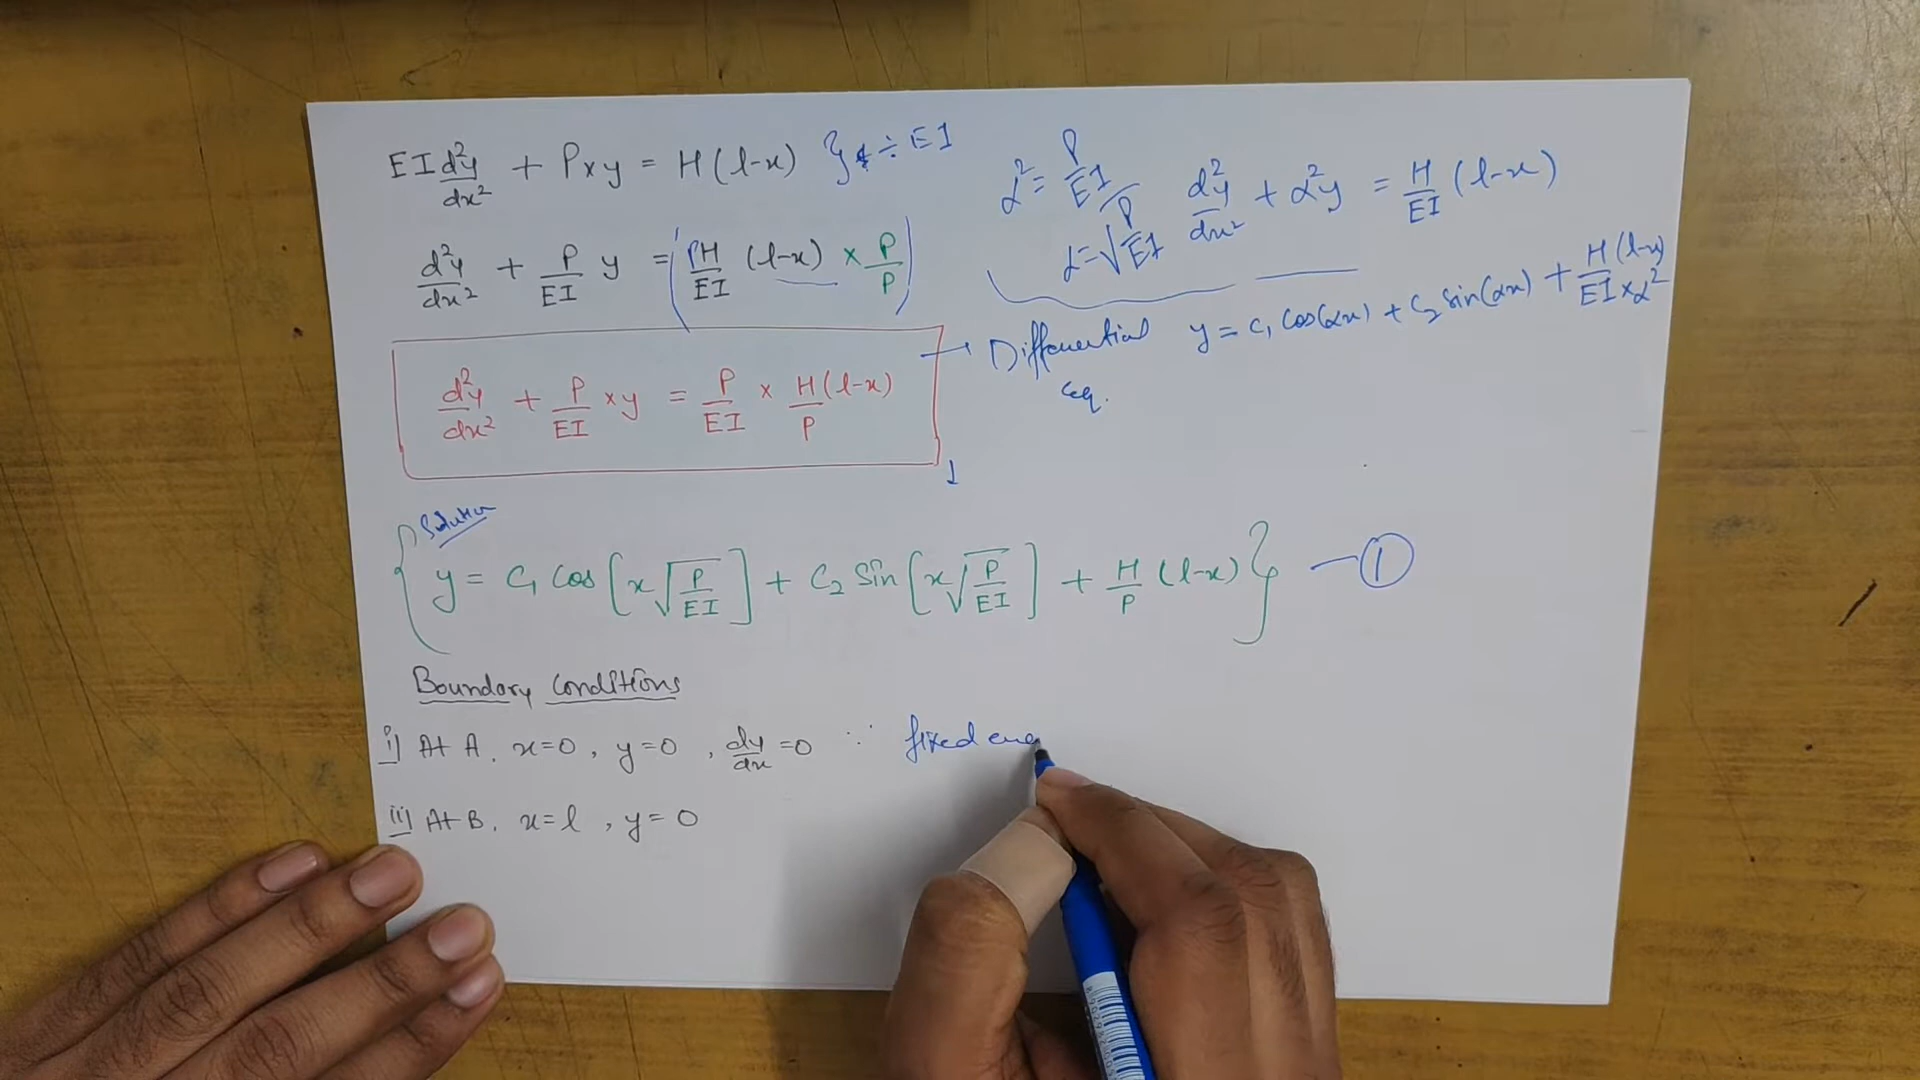 EI d²y/dx² + P×y = H(l-x) } ÷ EI
d²y/dx² + P/EI y = (PH/EI (l-x) × P/P)
d²y/dx² + P/EI × y = P/EI × H(l-x)/P
α² = P/EI
α = √P/EI
d²y/dx² + α²y = H/EI (l-x)
→ Differential eq.
y = C₁ cos(αx) + C₂ sin(αx) + H(l-x)/EI×α²
Solution
y = C₁ cos [x√P/EI] + C₂ sin [x√P/EI] + H/P (l-x) } — ①
Boundary conditions
i] At A, x=0, y=0, dy/dx =0 ∵ fixed en
ii] At B, x=l, y=0